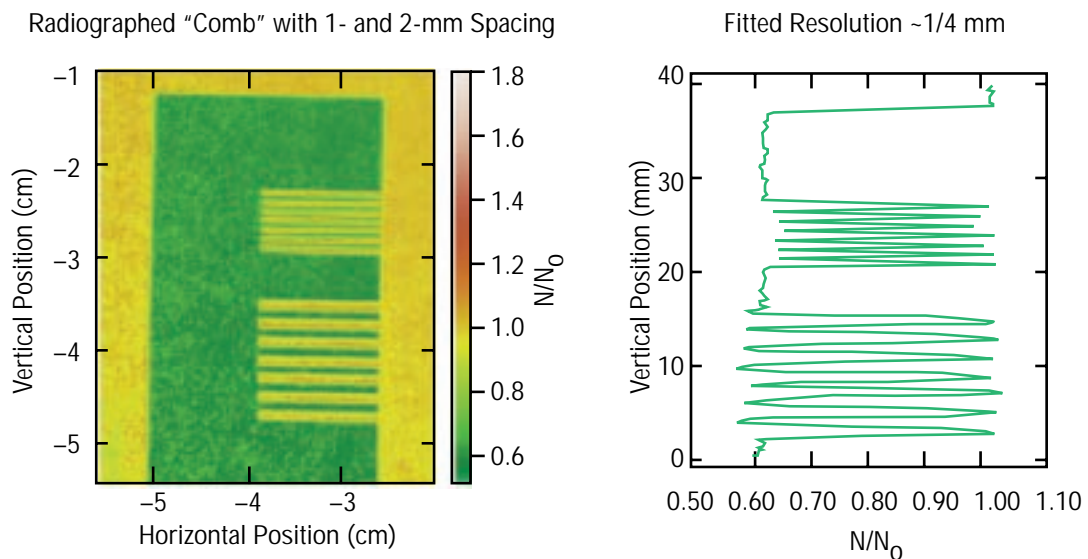 Radiographed “Comb” with 1- and 2-mm Spacing
–1
–2
–3
–4
–5
Vertical Position (cm)
–5
–4
–3
Horizontal Position (cm)
1.8
1.6
1.4
1.2
1.0
0.8
0.6
N/No
Fitted Resolution ~1/4 mm
40
30
20
10
0
Vertical Position (mm)
0.50 0.60 0.70 0.80 0.90 1.00 1.10
N/No